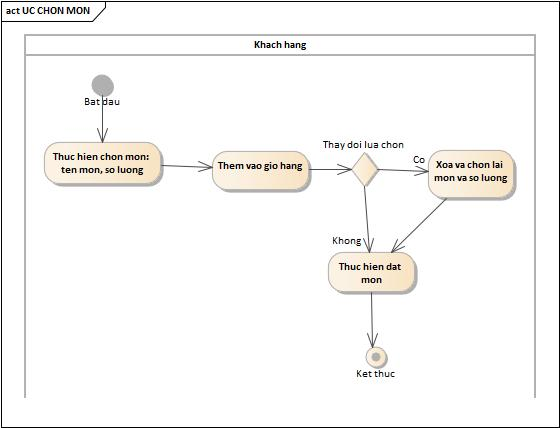 act UC CHON MON
Khach hang
Bat dau
Thuc hien chon mon:
ten mon, so luong
Them vao gio hang
Thay doi lua chon
Co
Xoa va chon lai
mon va so luong
Khong
Thuc hien dat
mon
Ket thuc